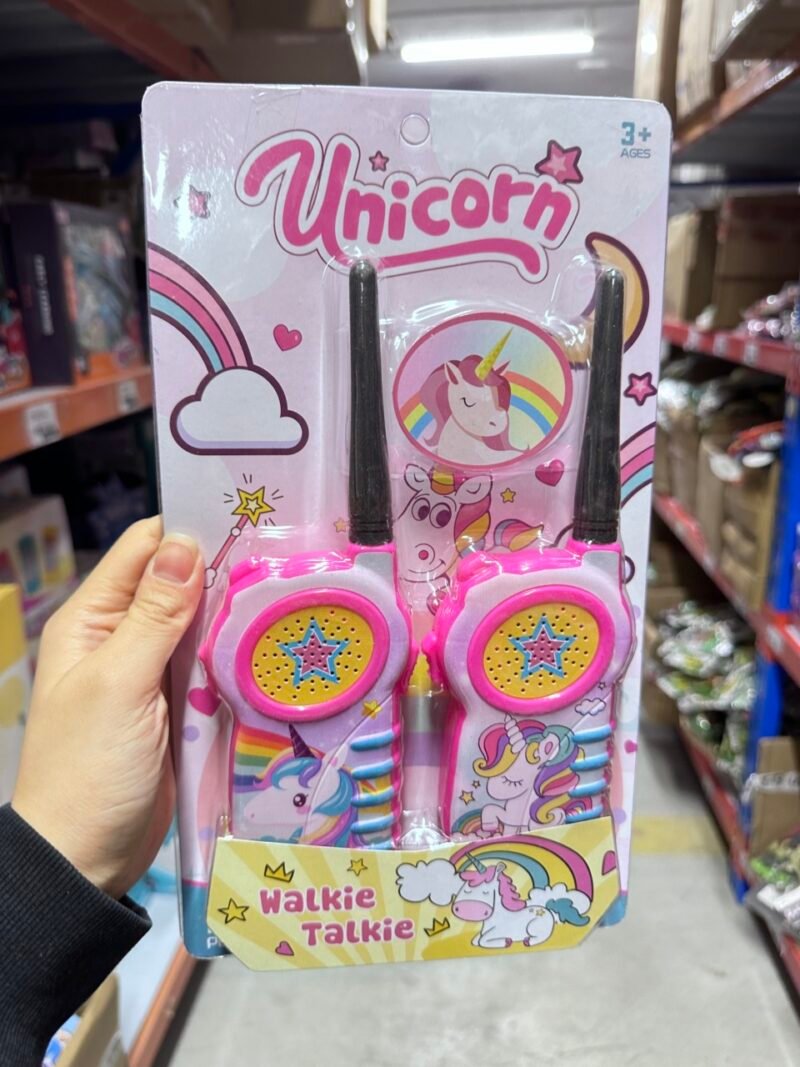 3+
AGES
Unicorn
Walkie
Talkie